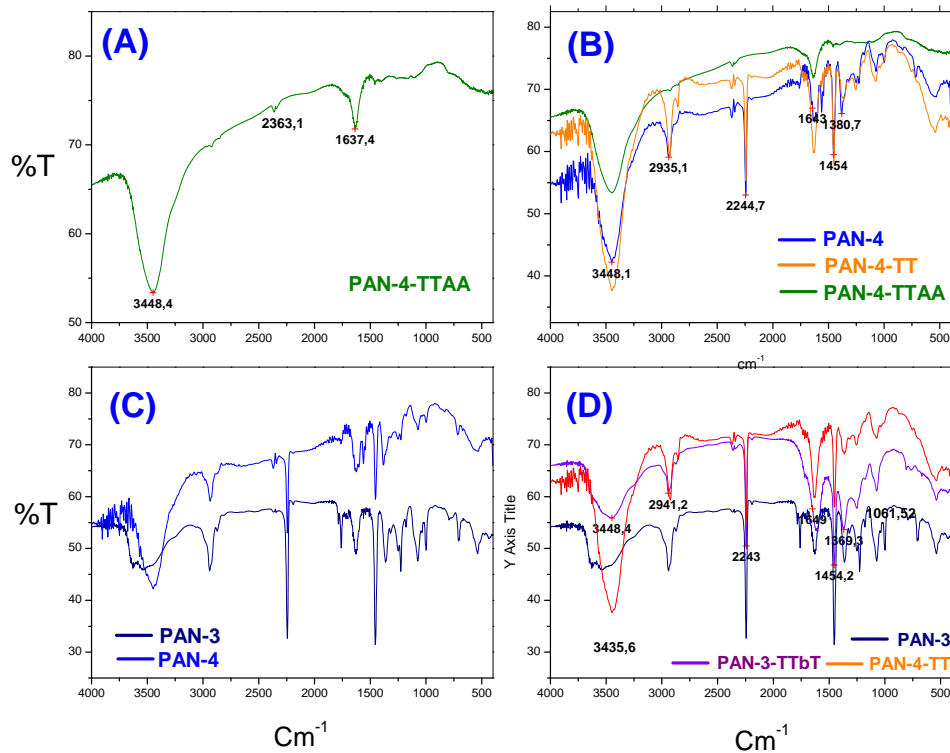 (A)
80
70
60
50
%T
2363,1
1637,4
3448,4
PAN-4-TTAA
4000 3500 3000 2500 2000 1500 1000 500
(B)
80
70
60
50
40
1643
1380,7
2935,1
1454
2244,7
3448,1
PAN-4
PAN-4-TT
PAN-4-TTAA
4000 3500 3000 2500 2000 1500 1000 500
cm-1
(C)
80
70
60
50
40
30
%T
PAN-3
PAN-4
4000 3500 3000 2500 2000 1500 1000 500
Cm-1
(D)
80
70
60
50
40
30
Y Axis Title
2941,2
3448,4
1649
1061,52
1369,3
2243
1454,2
3435,6
PAN-3
PAN-3-TTbT
PAN-4-TT
4000 3500 3000 2500 2000 1500 1000 500
Cm-1